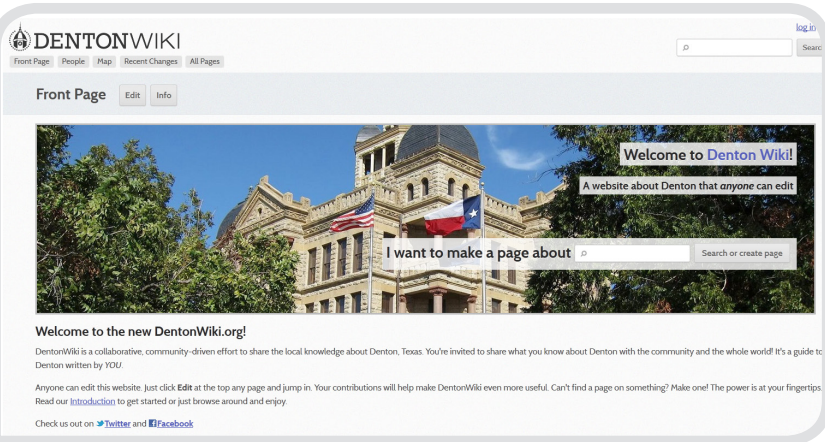 DENTONWIKI
log in
Searc
Front Page People Map Recent Changes All Pages
Front Page Edit Info
Welcome to Denton Wiki!
A website about Denton that anyone can edit
I want to make a page about Search or create page
Welcome to the new DentonWiki.org!
DentonWiki is a collaborative, community-driven effort to share the local knowledge about Denton, Texas. You're invited to share what you know about Denton with the community and the whole world! It's a guide to
Denton written by YOU.
Anyone can edit this website. Just click Edit at the top any page and jump in. Your contributions will help make DentonWiki even more useful. Can't find a page on something? Make one! The power is at your fingertips.
Read our Introduction to get started or just browse around and enjoy.
Check us out on Twitter and Facebook